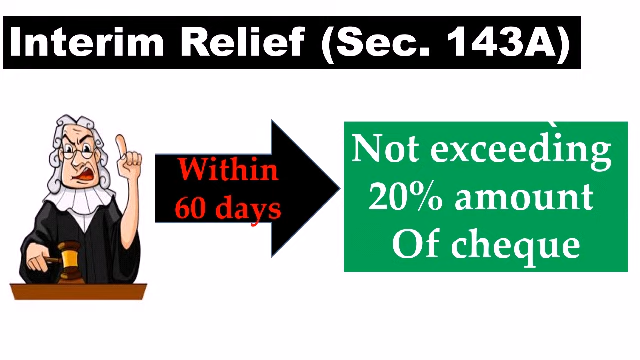 Interim Relief (Sec. 143A)
Within
60 days
Not exceeding
20% amount
Of cheque